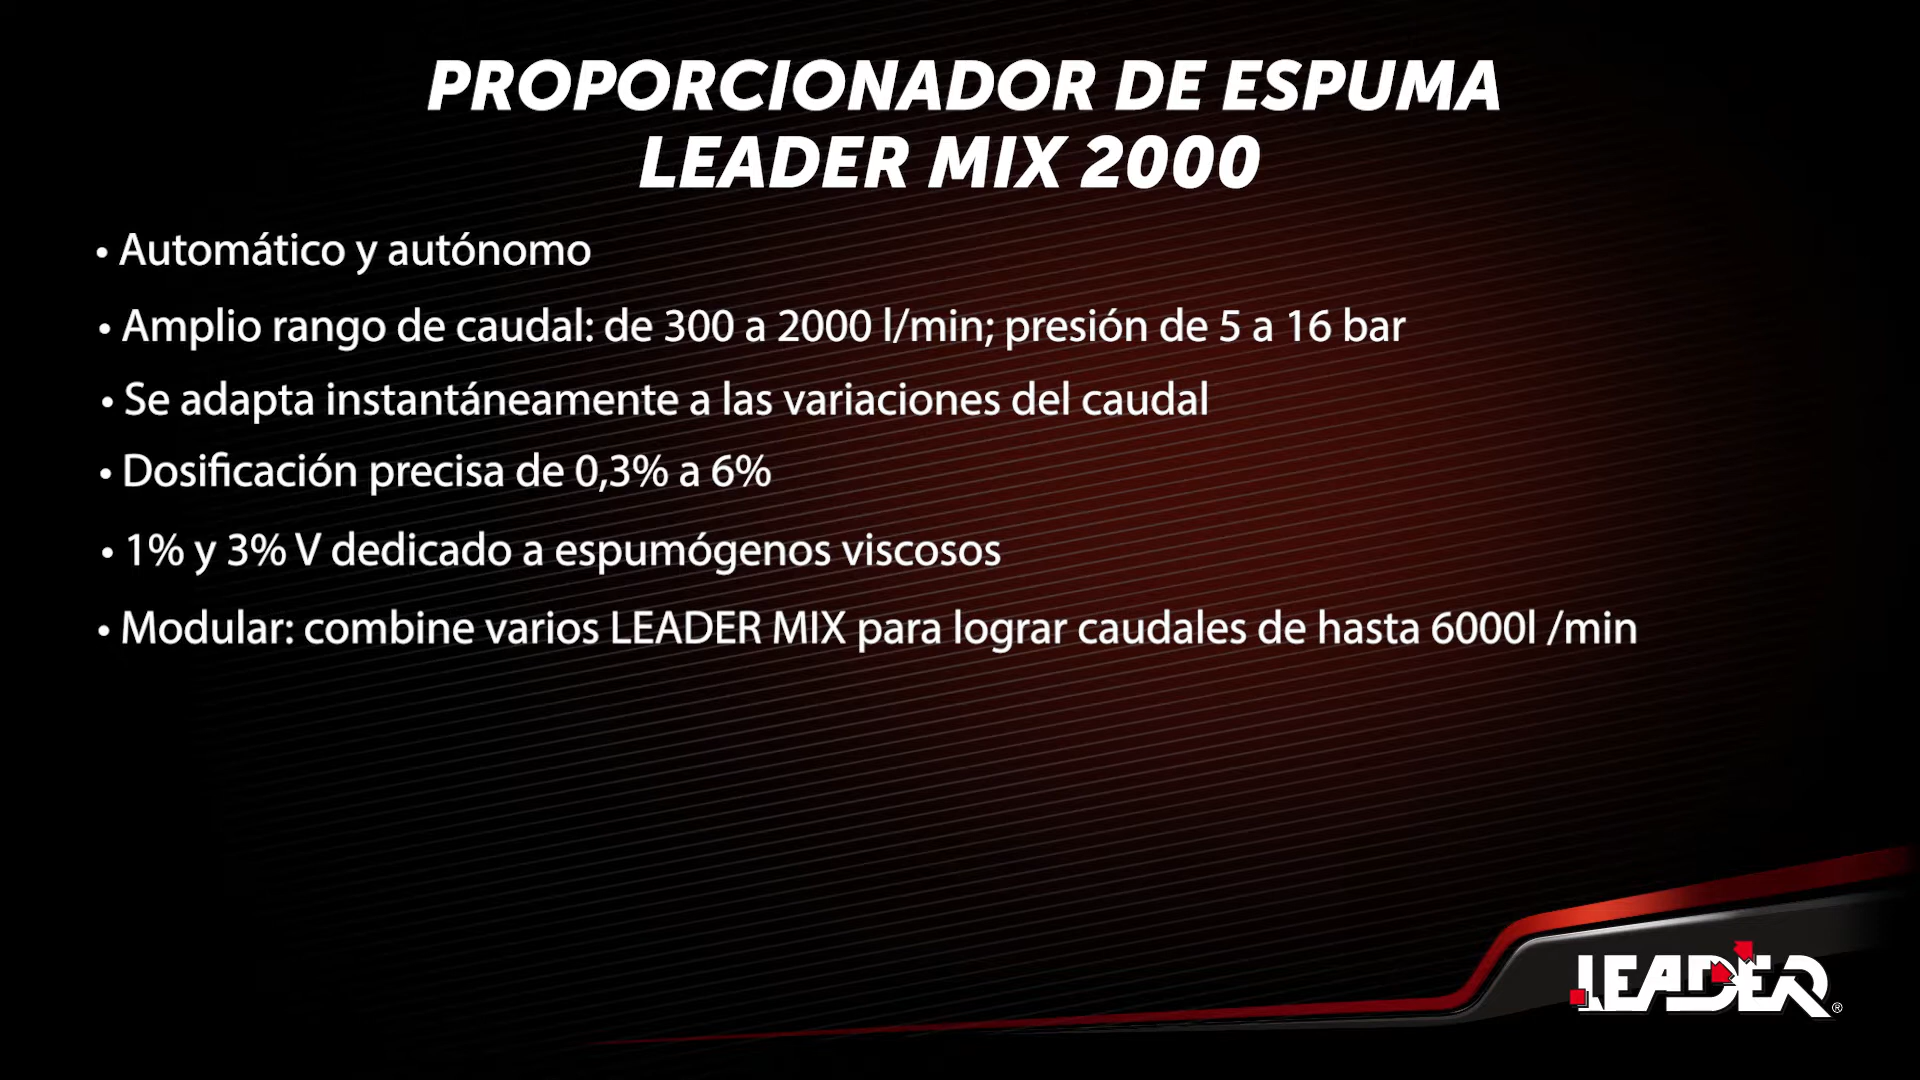 PROPORCIONADOR DE ESPUMA
LEADER MIX 2000
• Automático y autónomo
• Amplio rango de caudal: de 300 a 2000 l/min; presión de 5 a 16 bar
• Se adapta instantáneamente a las variaciones del caudal
• Dosificación precisa de 0,3% a 6%
• 1% y 3% V dedicado a espumógenos viscosos
• Modular: combine varios LEADER MIX para lograr caudales de hasta 6000l /min
LEADER®